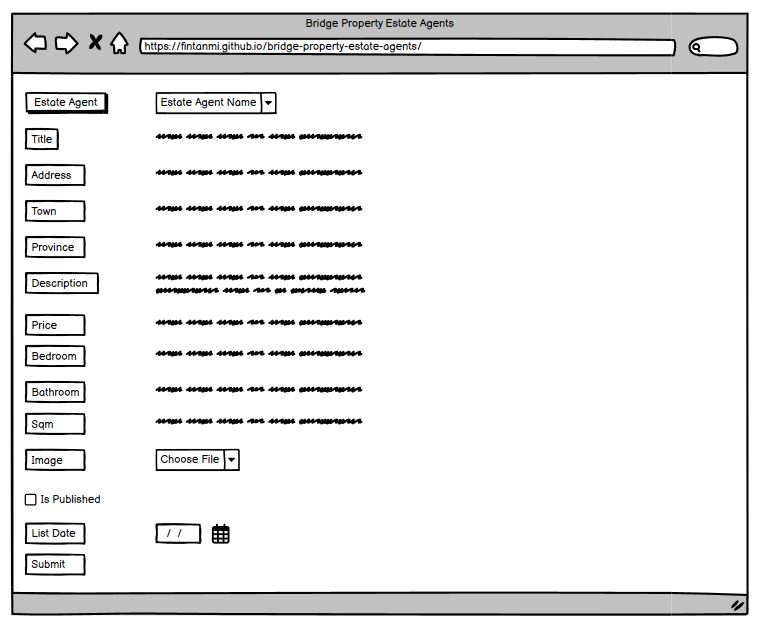 Bridge Property Estate Agents
https://fintanmi.github.io/bridge-property-estate-agents/
Estate Agent Estate Agent Name
Title
Address
Town
Province
Description
Price
Bedroom
Bathroom
Sqm
Image Choose File
Is Published
List Date / /
Submit